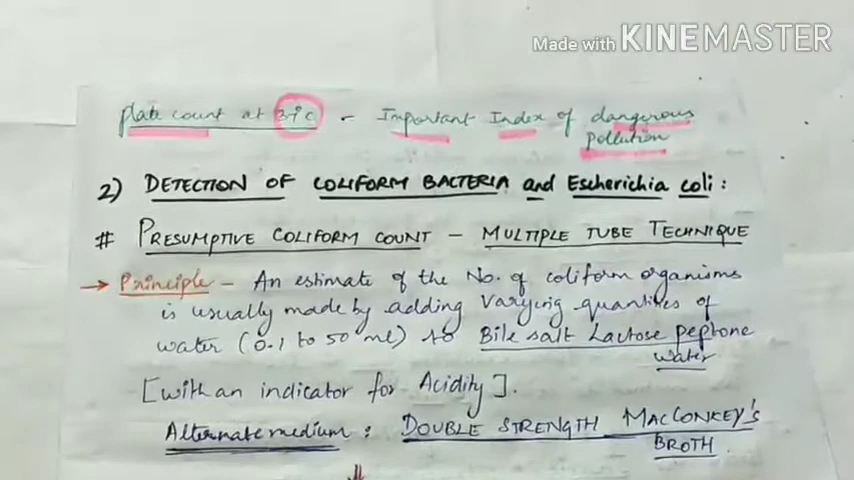 Made with KINEMASTER
plate count at 37°C - Important Index of dangerous
pollution
2) DETECTION OF COLIFORM BACTERIA and Escherichia coli :
# PRESUMPTIVE COLIFORM COUNT - MULTIPLE TUBE TECHNIQUE
→ Principle - An estimate of the No. of coliform organisms
is usually made by adding varying quantities of
water (0.1 to 50 ml) to Bile salt Lactose peptone
water
[with an indicator for Acidity].
Alternate medium : DOUBLE STRENGTH MACCONKEY'S
BROTH.